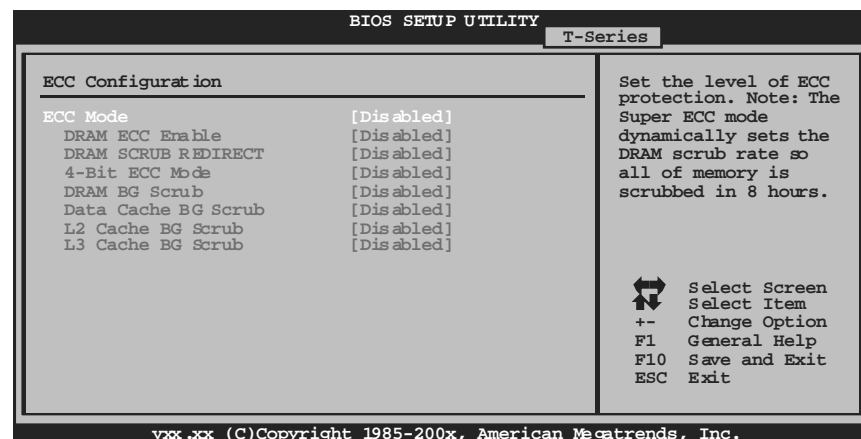 BIOS SETUP UTILITY
T-Series
ECC Configuration
ECC Mode [Disabled]
DRAM ECC Enable [Disabled]
DRAM SCRUB REDIRECT [Disabled]
4-Bit ECC Mode [Disabled]
DRAM BG Scrub [Disabled]
Data Cache BG Scrub [Disabled]
L2 Cache BG Scrub [Disabled]
L3 Cache BG Scrub [Disabled]
Set the level of ECC
protection. Note: The
Super ECC mode
dynamically sets the
DRAM scrub rate so
all of memory is
scrubbed in 8 hours.
Select Screen
Select Item
+- Change Option
F1 General Help
F10 Save and Exit
ESC Exit
vxx.xx (C)Copyright 1985-200x, American Megatrends, Inc.